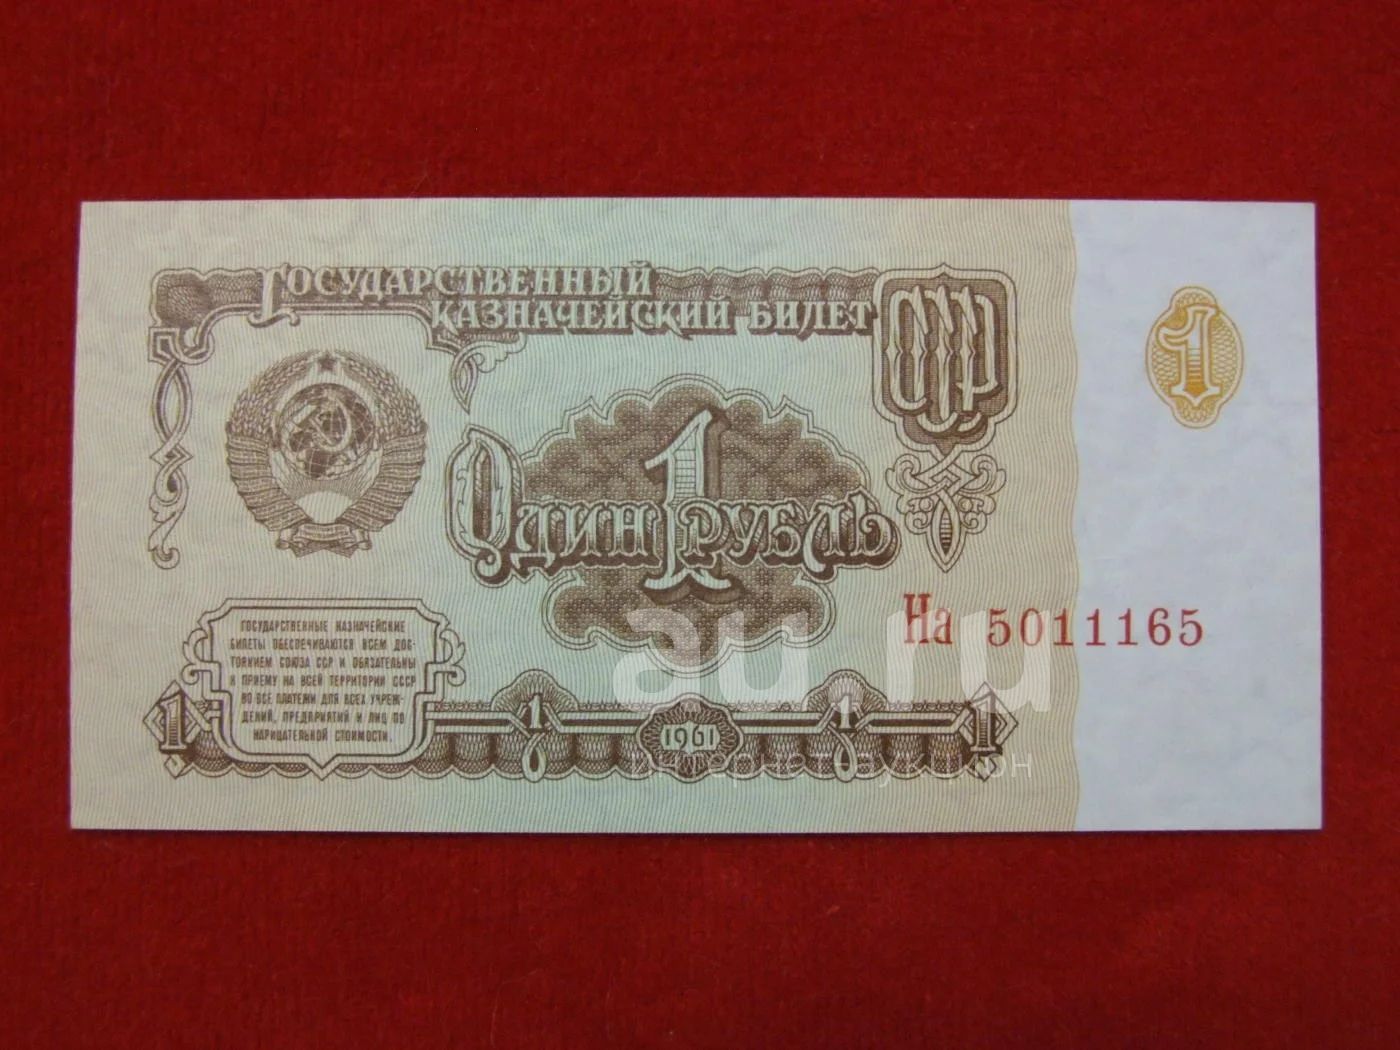 ГОСУДАРСТВЕННЫЙ
КАЗНАЧЕЙСКИЙ БИЛЕТ
СССР
1
1
ОДИН РУБЛЬ
На 5011165
ГОСУДАРСТВЕННЫЕ КАЗНАЧЕЙСКИЕ
БИЛЕТЫ ОБЕСПЕЧИВАЮТСЯ ВСЕМ ДОС-
ТОЯНИЕМ СОЮЗА ССР И ОБЯЗАТЕЛЬНЫ
К ПРИЕМУ НА ВСЕЙ ТЕРРИТОРИИ СССР
ВО ВСЕ ПЛАТЕЖИ ДЛЯ ВСЕХ УЧРЕЖ-
ДЕНИЙ, ПРЕДПРИЯТИЙ И ЛИЦ ПО
НАРИЦАТЕЛЬНОЙ СТОИМОСТИ.
1 1 1961 1 1
au.ru
интернет-аукцион